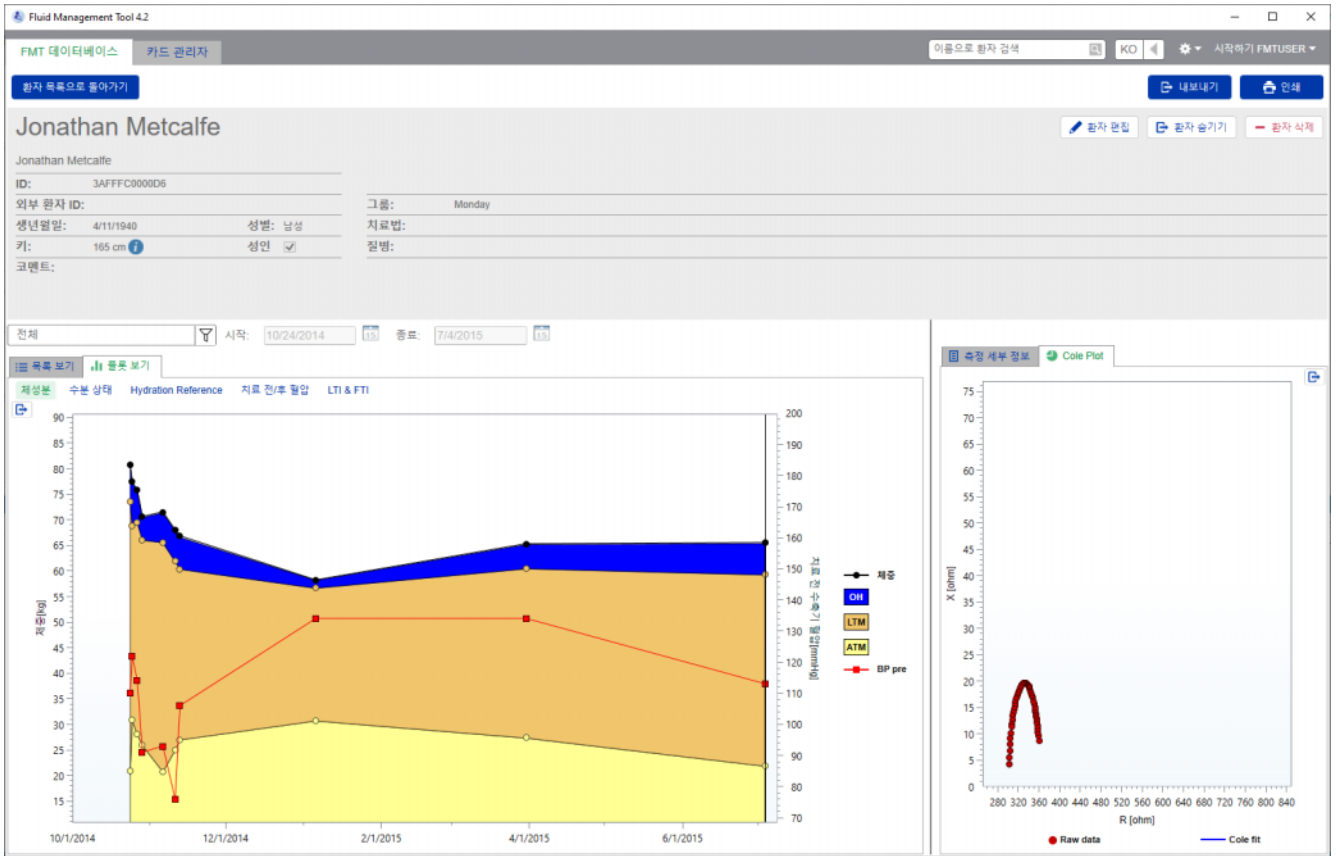 Fluid Management Tool 4.2
FMT 데이터베이스 카드 관리자 이름으로 환자 검색 KO 시작하기 FMTUSER
환자 목록으로 돌아가기 내보내기 인쇄
Jonathan Metcalfe 환자 편집 환자 숨기기 환자 삭제
Jonathan Metcalfe
ID: 3AFFFC0000D6
외부 환자 ID: 그룹: Monday
생년월일: 4/11/1940 성별: 남성 치료법:
키: 165 cm i 성인 질병:
코멘트:
전체 시작: 10/24/2014 15 종료: 7/4/2015 15
목록 보기 플롯 보기 측정 세부 정보 Cole Plot
체성분 수분 상태 Hydration Reference 치료 전/후 혈압 LTI & FTI
90
85
80
75
70
65
60
55
50
45
40
35
30
25
20
15
체중[kg]
200
190
180
170
160
150
140
130
120
110
100
90
80
70
치료 전 수축기 혈압[mmHg]
10/1/2014 12/1/2014 2/1/2015 4/1/2015 6/1/2015
체중
OH
LTM
ATM
BP pre
75
70
65
60
55
50
45
40
35
30
25
20
15
10
5
0
X [ohm]
280 320 360 400 440 480 520 560 600 640 680 720 760 800 840
R [ohm]
Raw data Cole fit